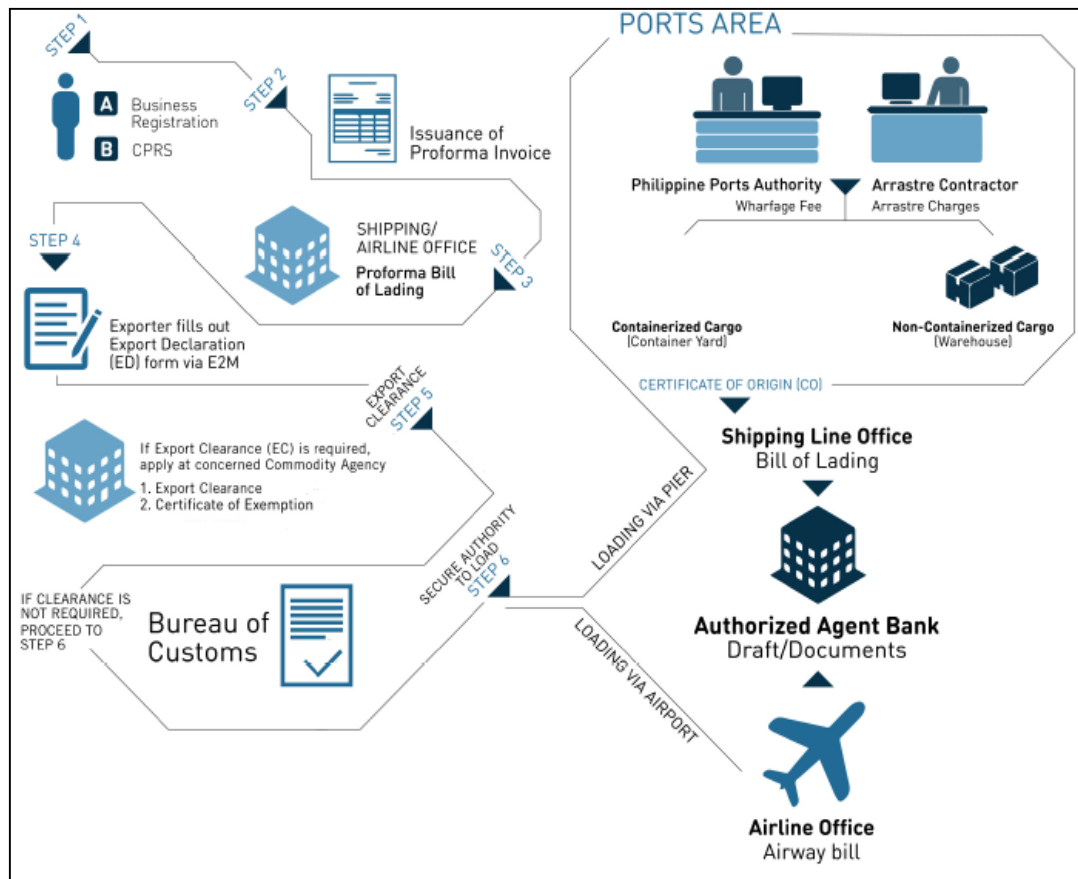 STEP 1
A
Business
Registration
B
CPRS
STEP 2
Issuance of
Proforma Invoice
SHIPPING/
AIRLINE OFFICE
Proforma Bill
of Lading
STEP 3
STEP 4
Exporter fills out
Export Declaration
(ED) form via E2M
EXPORT
CLEARANCE
STEP 5
If Export Clearance (EC) is required,
apply at concerned Commodity Agency
1. Export Clearance
2. Certificate of Exemption
IF CLEARANCE IS
NOT REQUIRED,
PROCEED TO
STEP 6
Bureau of
Customs
SECURE AUTHORITY
TO LOAD
STEP 6
LOADING VIA PIER
LOADING VIA AIRPORT
PORTS AREA
Philippine Ports Authority
Wharfage Fee
Arrastre Contractor
Arrastre Charges
Containerized Cargo
(Container Yard)
Non-Containerized Cargo
(Warehouse)
CERTIFICATE OF ORIGIN (CO)
Shipping Line Office
Bill of Lading
Authorized Agent Bank
Draft/Documents
Airline Office
Airway bill